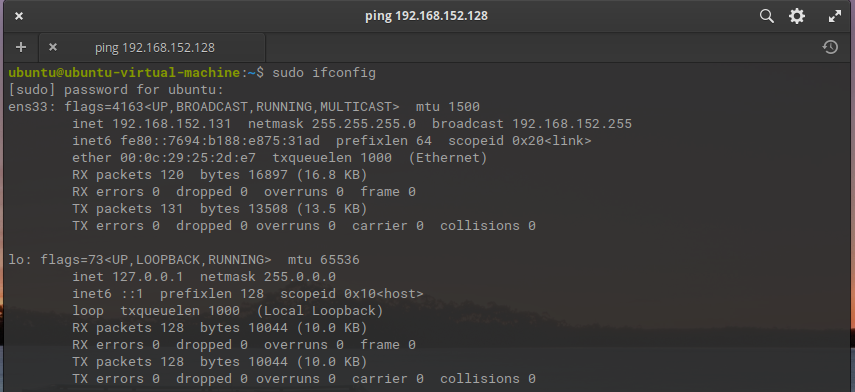 ping 192.168.152.128
ping 192.168.152.128
ubuntu@ubuntu-virtual-machine:~$ sudo ifconfig
[sudo] password for ubuntu:
ens33: flags=4163<UP,BROADCAST,RUNNING,MULTICAST>  mtu 1500
        inet 192.168.152.131  netmask 255.255.255.0  broadcast 192.168.152.255
        inet6 fe80::7694:b188:e875:31ad  prefixlen 64  scopeid 0x20<link>
        ether 00:0c:29:25:2d:e7  txqueuelen 1000  (Ethernet)
        RX packets 120  bytes 16897 (16.8 KB)
        RX errors 0  dropped 0  overruns 0  frame 0
        TX packets 131  bytes 13508 (13.5 KB)
        TX errors 0  dropped 0 overruns 0  carrier 0  collisions 0

lo: flags=73<UP,LOOPBACK,RUNNING>  mtu 65536
        inet 127.0.0.1  netmask 255.0.0.0
        inet6 ::1  prefixlen 128  scopeid 0x10<host>
        loop  txqueuelen 1000  (Local Loopback)
        RX packets 128  bytes 10044 (10.0 KB)
        RX errors 0  dropped 0  overruns 0  frame 0
        TX packets 128  bytes 10044 (10.0 KB)
        TX errors 0  dropped 0 overruns 0  carrier 0  collisions 0